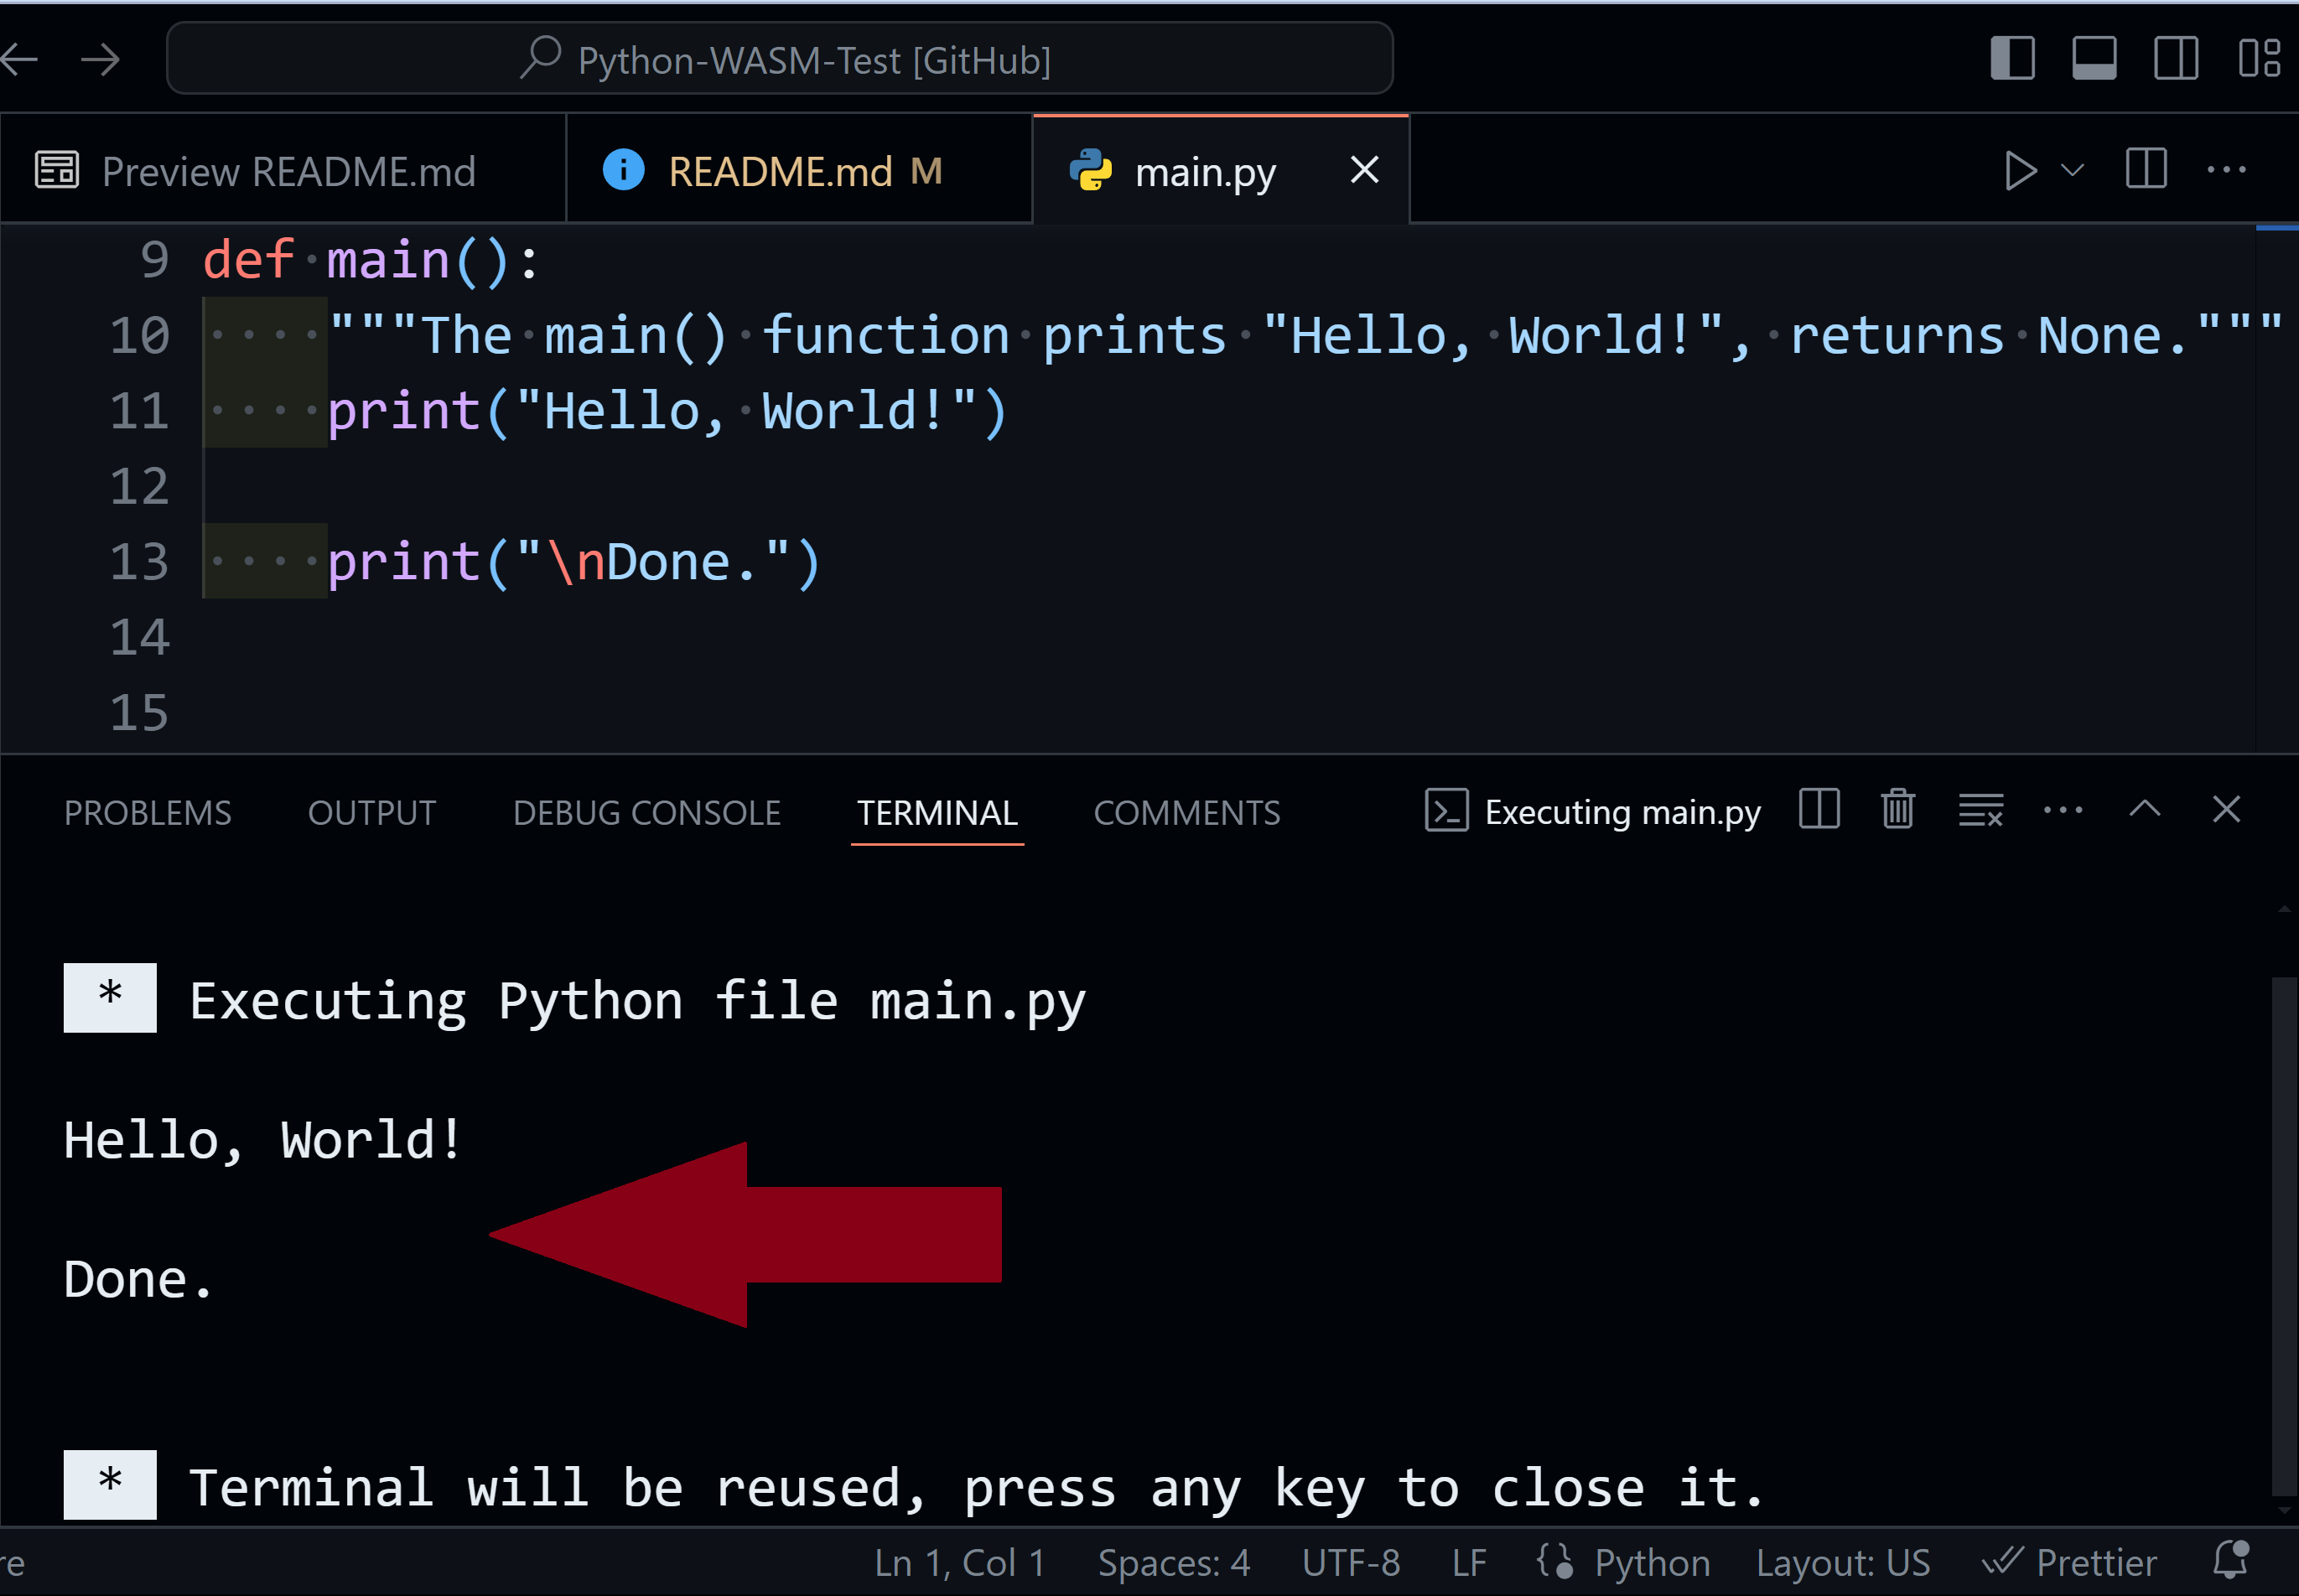 Python-WASM-Test [GitHub]
Preview README.md README.md M main.py
9 def main():
10 """The main() function prints "Hello, World!", returns None."""
11 print("Hello, World!")
12
13 print("\nDone.")
14
15
PROBLEMS OUTPUT DEBUG CONSOLE TERMINAL COMMENTS Executing main.py
* Executing Python file main.py
Hello, World!
Done.
* Terminal will be reused, press any key to close it.
re Ln 1, Col 1 Spaces: 4 UTF-8 LF Python Layout: US Prettier